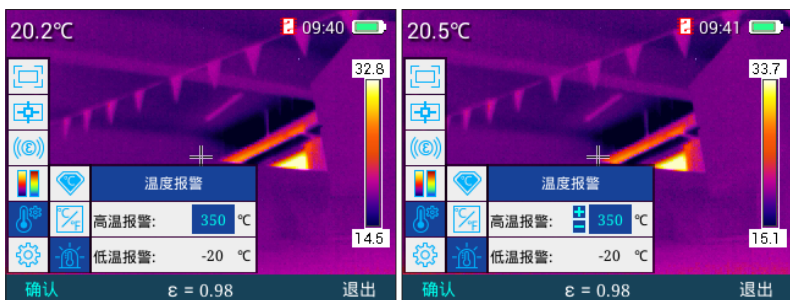 20.2℃ 09:40
32.8
温度报警
高温报警: 350 ℃
低温报警: -20 ℃
14.5
确认 ε = 0.98 退出
20.5℃ 09:41
33.7
温度报警
高温报警: 350 ℃
低温报警: -20 ℃
15.1
确认 ε = 0.98 退出